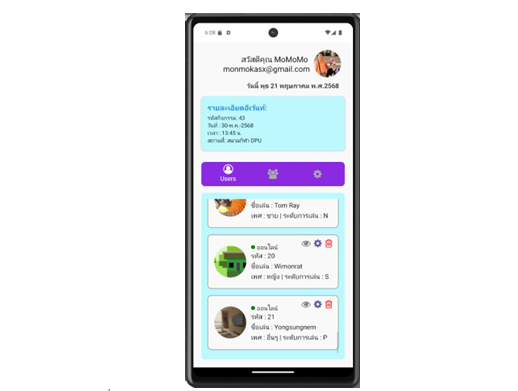 6:08
สวัสดีคุณ MoMoMo
monmokasx@gmail.com
วันนี้ พุธ 21 พฤษภาคม พ.ศ.2568
รายละเอียดอีเว้นท์:
รหัสกิจกรรม: 43
วันที่ : 30-พ.ค.-2568
เวลา : 13:45 น.
สถานที่: สนามกีฬา DPU
Users
ชื่อเล่น : Tom Ray
เพศ : ชาย | ระดับการเล่น : N
ออนไลน์
รหัส : 20
ชื่อเล่น : Wimonrat
เพศ : หญิง | ระดับการเล่น : S
ออนไลน์
รหัส : 21
ชื่อเล่น : Yongsungnem
เพศ : อื่นๆ | ระดับการเล่น : P